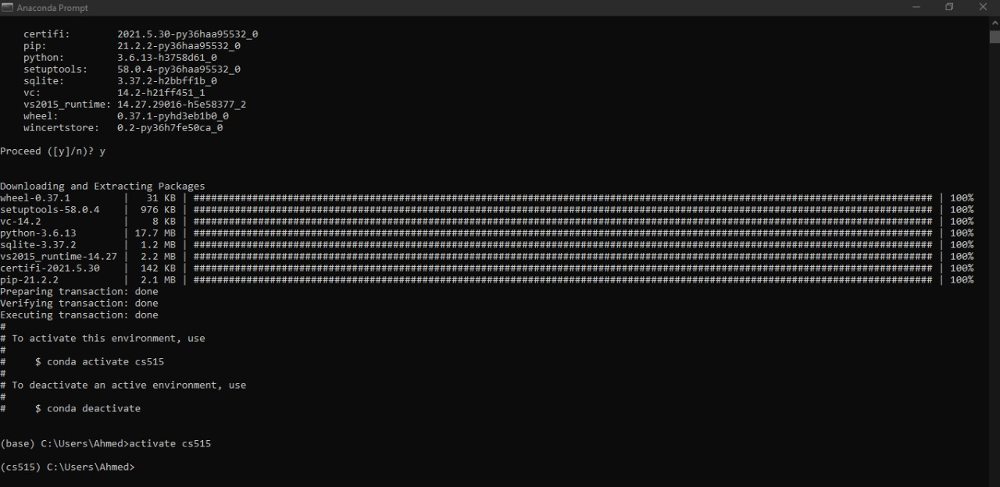 Anaconda Prompt
certifi: 2021.5.30-py36haa95532_0
pip: 21.2.2-py36haa95532_0
python: 3.6.13-h3758d61_0
setuptools: 58.0.4-py36haa95532_0
sqlite: 3.37.2-h2bbff1b_0
vc: 14.2-h21ff451_1
vs2015_runtime: 14.27.29016-h5e58377_2
wheel: 0.37.1-pyhd3eb1b0_0
wincertstore: 0.2-py36h7fe50ca_0
Proceed ([y]/n)? y
Downloading and Extracting Packages
wheel-0.37.1 | 31 KB | ############################################################################################################################## | 100%
setuptools-58.0.4 | 976 KB | ############################################################################################################################## | 100%
vc-14.2 | 8 KB | ############################################################################################################################## | 100%
python-3.6.13 | 17.7 MB | ############################################################################################################################## | 100%
sqlite-3.37.2 | 1.2 MB | ############################################################################################################################## | 100%
vs2015_runtime-14.27 | 2.2 MB | ############################################################################################################################## | 100%
certifi-2021.5.30 | 142 KB | ############################################################################################################################## | 100%
pip-21.2.2 | 2.1 MB | ############################################################################################################################## | 100%
Preparing transaction: done
Verifying transaction: done
Executing transaction: done
#
# To activate this environment, use
#
# $ conda activate cs515
#
# To deactivate an active environment, use
#
# $ conda deactivate
(base) C:\Users\Ahmed>activate cs515
(cs515) C:\Users\Ahmed>